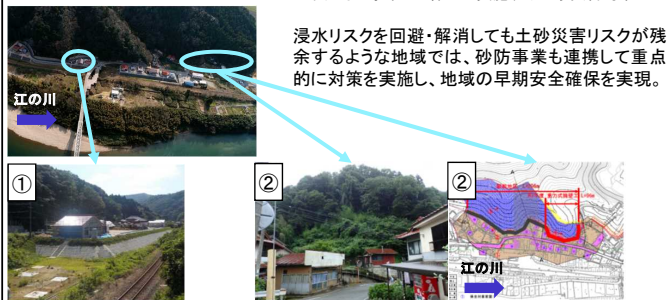 浸水リスクを回避・解消しても土砂災害リスクが残
余するような地域では、砂防事業も連携して重点
的に対策を実施し、地域の早期安全確保を実現。
江の川
①
②
②
江の川